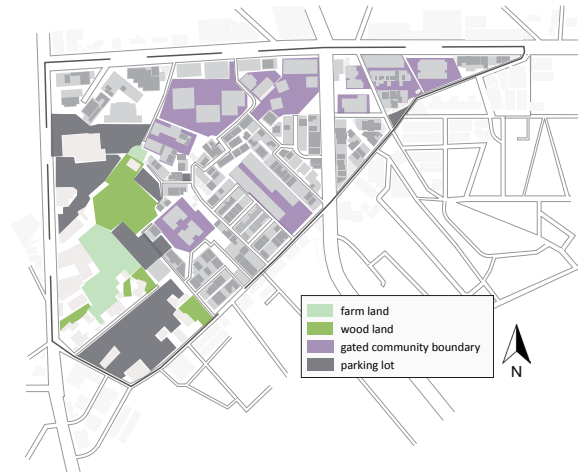 farm land
wood land
gated community boundary
parking lot
N